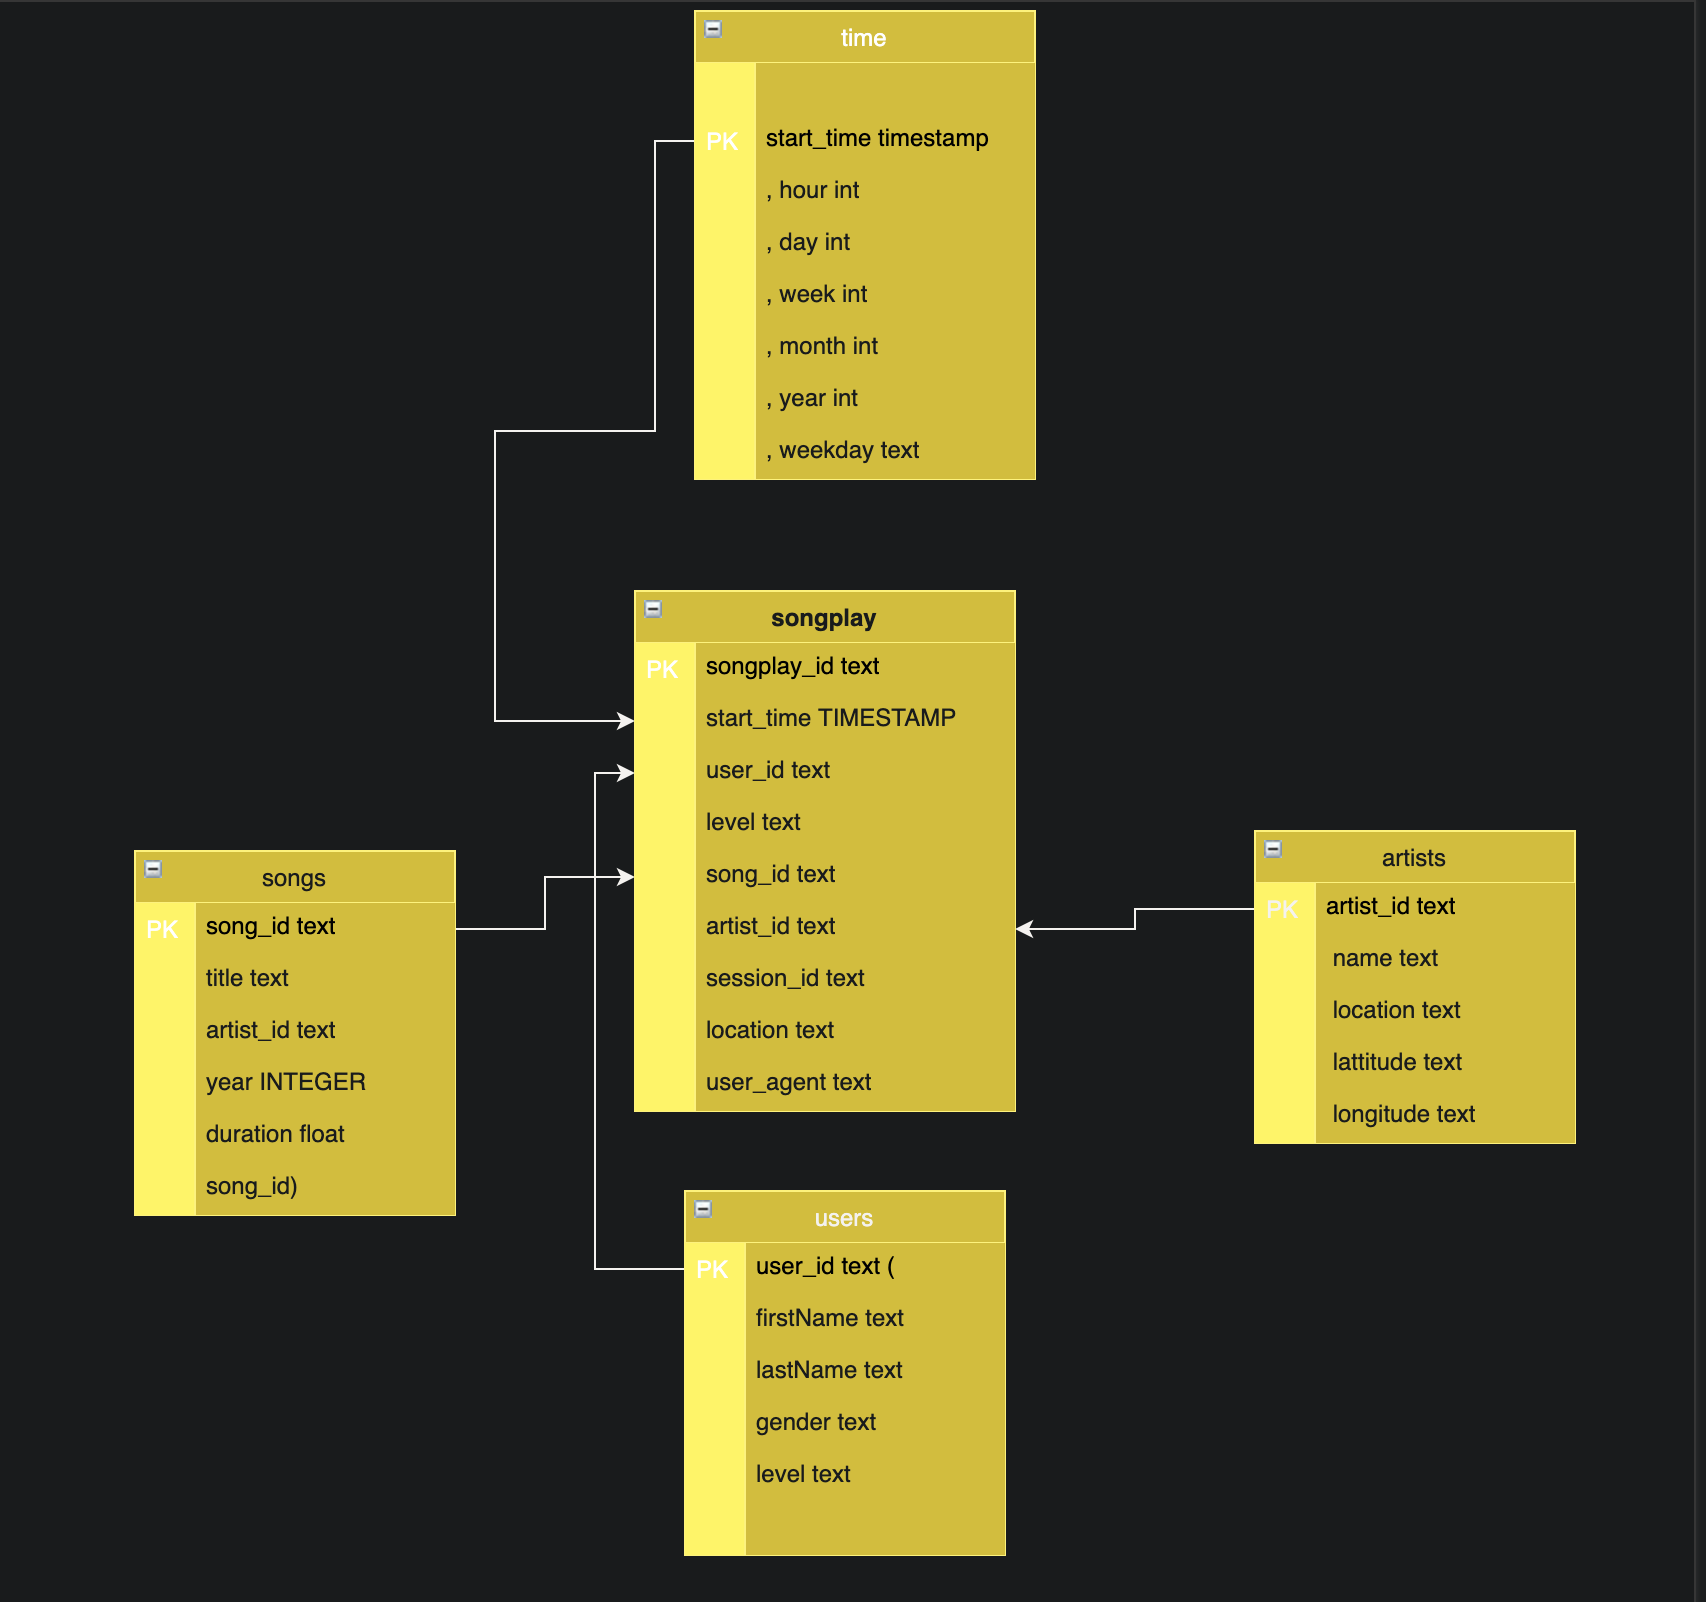 time
PK
start_time timestamp
, hour int
, day int
, week int
, month int
, year int
, weekday text
songplay
PK
songplay_id text
start_time TIMESTAMP
user_id text
level text
song_id text
artist_id text
session_id text
location text
user_agent text
songs
PK
song_id text
title text
artist_id text
year INTEGER
duration float
song_id)
artists
PK
artist_id text
name text
location text
lattitude text
longitude text
users
PK
user_id text (
firstName text
lastName text
gender text
level text